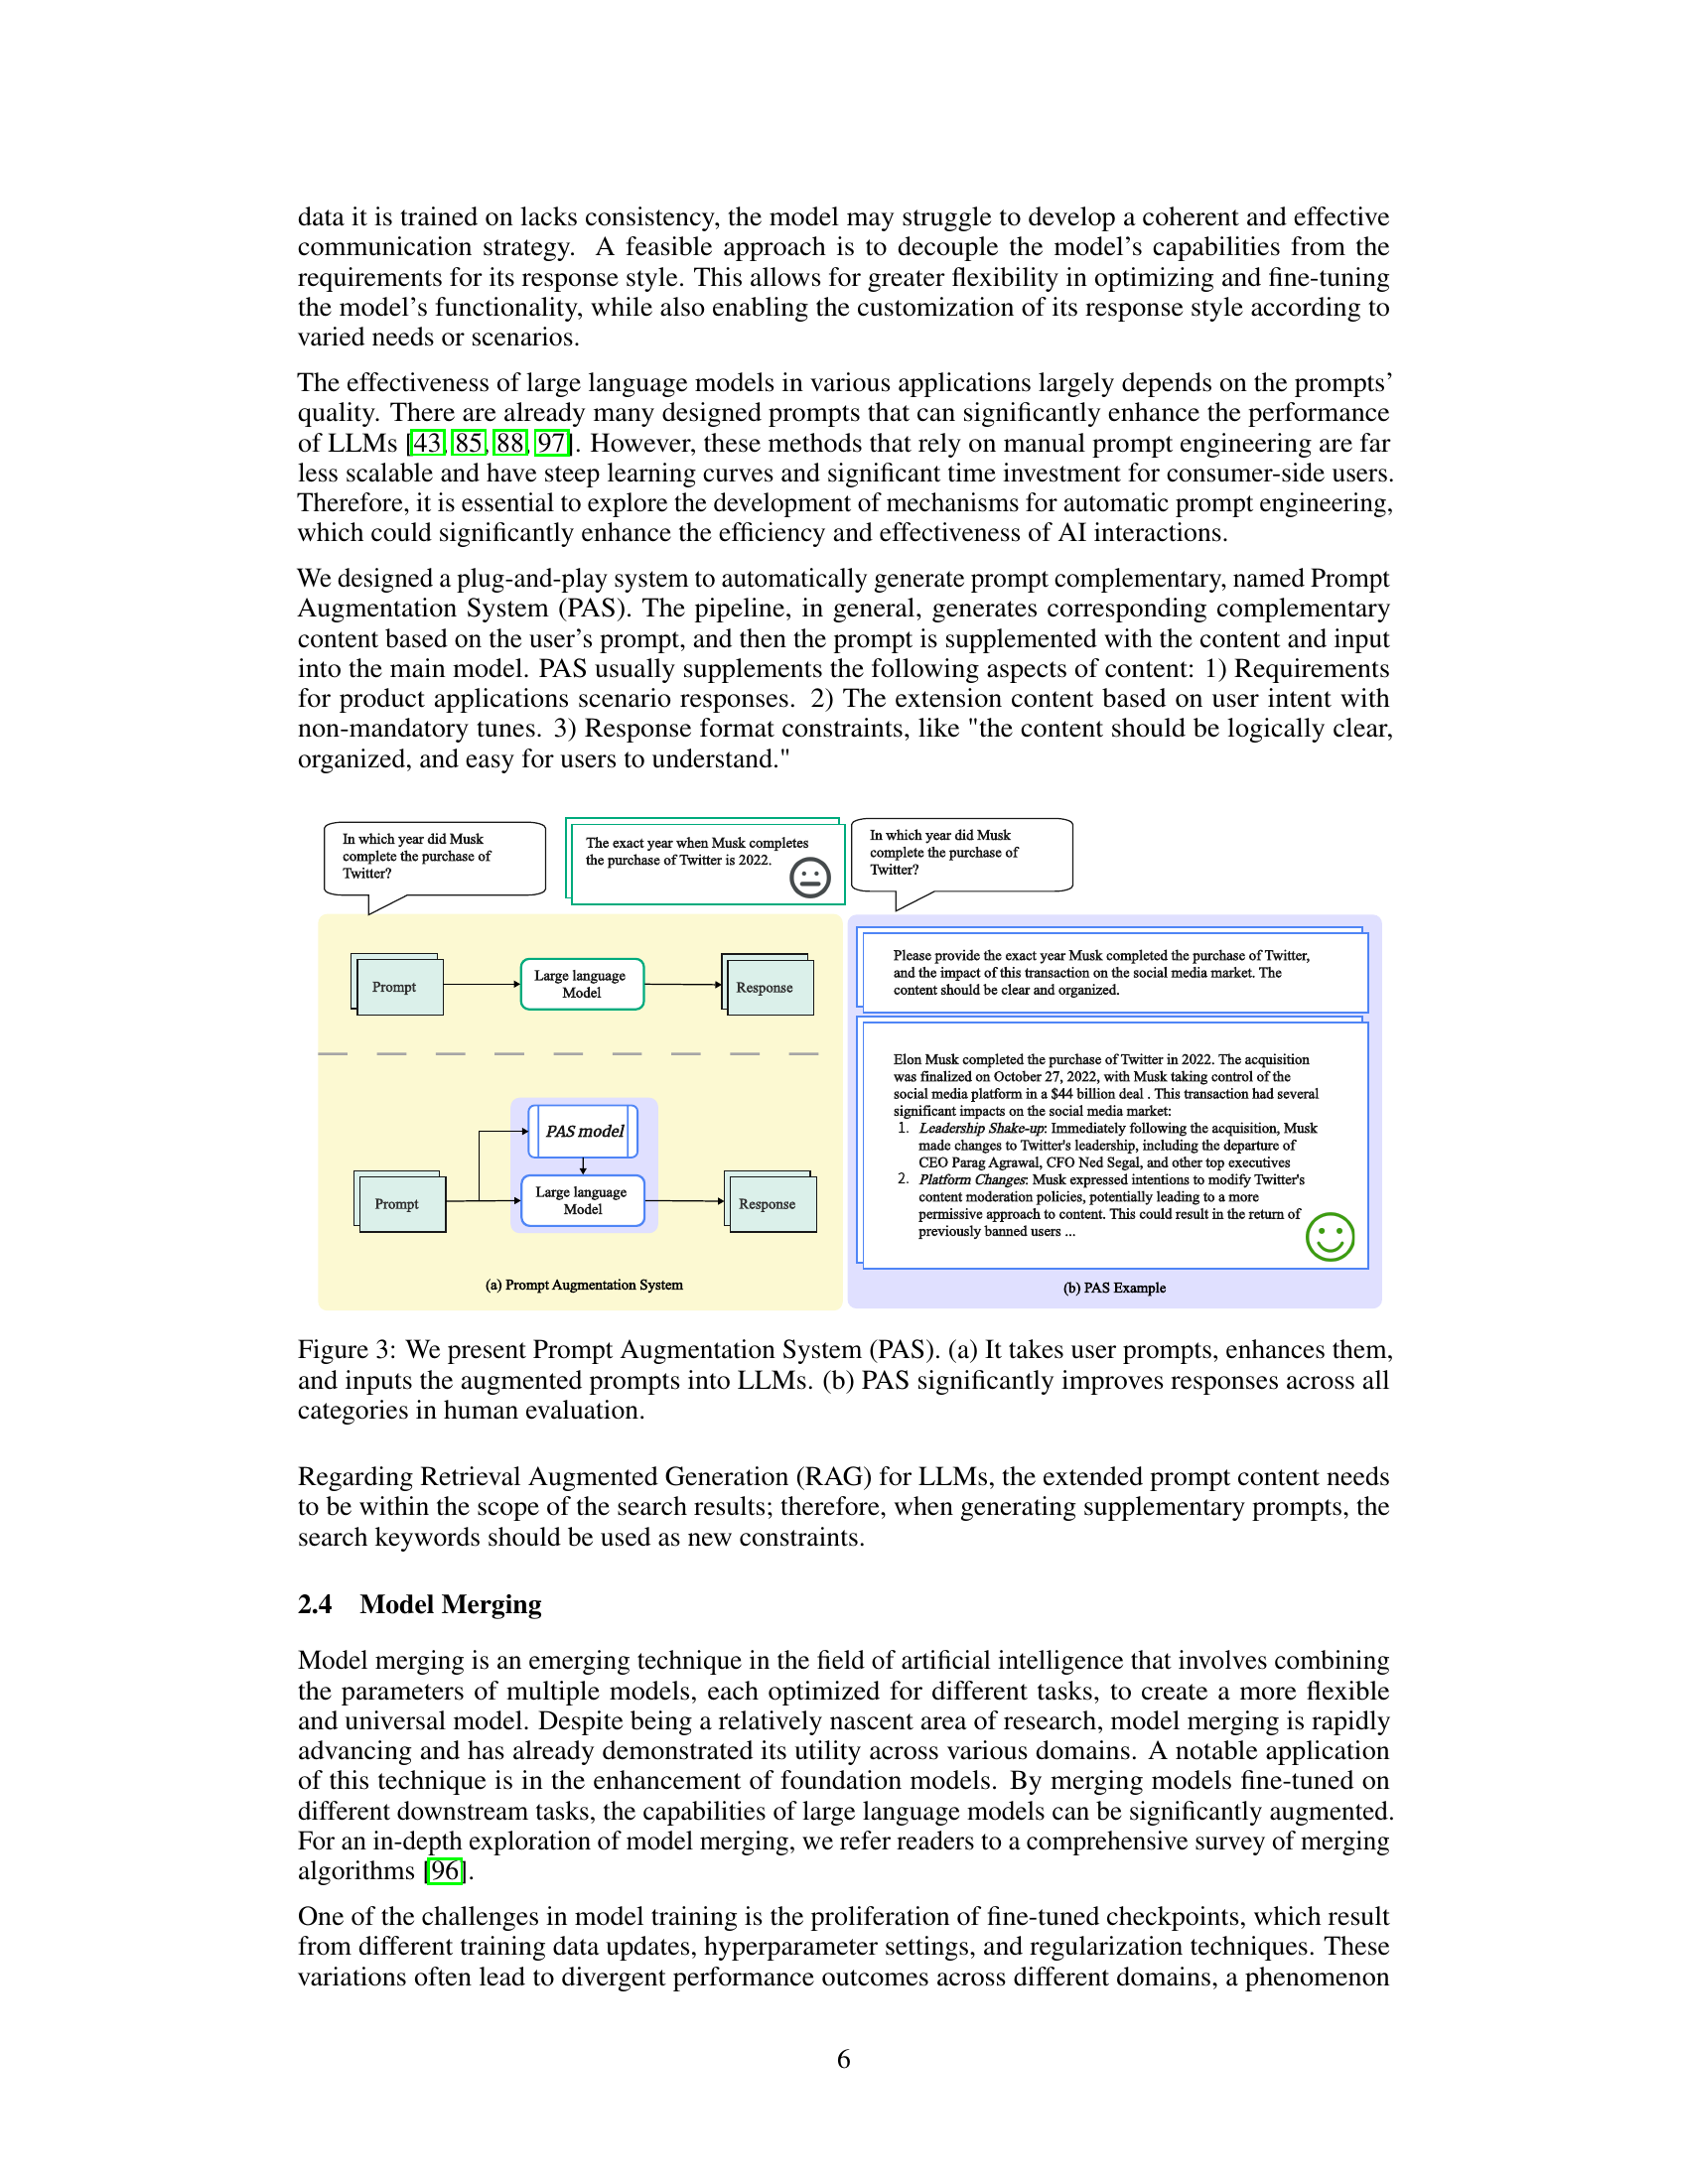 data it is trained on lacks consistency, the model may struggle to develop a coherent and effective
communication strategy. A feasible approach is to decouple the model's capabilities from the
requirements for its response style. This allows for greater flexibility in optimizing and fine-tuning
the model's functionality, while also enabling the customization of its response style according to
varied needs or scenarios.
The effectiveness of large language models in various applications largely depends on the prompts'
quality. There are already many designed prompts that can significantly enhance the performance
of LLMs [43, 85, 88, 97]. However, these methods that rely on manual prompt engineering are far
less scalable and have steep learning curves and significant time investment for consumer-side users.
Therefore, it is essential to explore the development of mechanisms for automatic prompt engineering,
which could significantly enhance the efficiency and effectiveness of AI interactions.
We designed a plug-and-play system to automatically generate prompt complementary, named Prompt
Augmentation System (PAS). The pipeline, in general, generates corresponding complementary
content based on the user's prompt, and then the prompt is supplemented with the content and input
into the main model. PAS usually supplements the following aspects of content: 1) Requirements
for product applications scenario responses. 2) The extension content based on user intent with
non-mandatory tunes. 3) Response format constraints, like "the content should be logically clear,
organized, and easy for users to understand."
In which year did Musk
complete the purchase of
Twitter?
The exact year when Musk completes
the purchase of Twitter is 2022.
Prompt
Large language
Model
Response
PAS model
Prompt
Large language
Model
Response
(a) Prompt Augmentation System
In which year did Musk
complete the purchase of
Twitter?
Please provide the exact year Musk completed the purchase of Twitter,
and the impact of this transaction on the social media market. The
content should be clear and organized.
Elon Musk completed the purchase of Twitter in 2022. The acquisition
was finalized on October 27, 2022, with Musk taking control of the
social media platform in a $44 billion deal . This transaction had several
significant impacts on the social media market:
1. Leadership Shake-up: Immediately following the acquisition, Musk
made changes to Twitter's leadership, including the departure of
CEO Parag Agrawal, CFO Ned Segal, and other top executives
2. Platform Changes: Musk expressed intentions to modify Twitter's
content moderation policies, potentially leading to a more
permissive approach to content. This could result in the return of
previously banned users ...
(b) PAS Example
Figure 3: We present Prompt Augmentation System (PAS). (a) It takes user prompts, enhances them,
and inputs the augmented prompts into LLMs. (b) PAS significantly improves responses across all
categories in human evaluation.
Regarding Retrieval Augmented Generation (RAG) for LLMs, the extended prompt content needs
to be within the scope of the search results; therefore, when generating supplementary prompts, the
search keywords should be used as new constraints.
2.4 Model Merging
Model merging is an emerging technique in the field of artificial intelligence that involves combining
the parameters of multiple models, each optimized for different tasks, to create a more flexible
and universal model. Despite being a relatively nascent area of research, model merging is rapidly
advancing and has already demonstrated its utility across various domains. A notable application
of this technique is in the enhancement of foundation models. By merging models fine-tuned on
different downstream tasks, the capabilities of large language models can be significantly augmented.
For an in-depth exploration of model merging, we refer readers to a comprehensive survey of merging
algorithms [96].
One of the challenges in model training is the proliferation of fine-tuned checkpoints, which result
from different training data updates, hyperparameter settings, and regularization techniques. These
variations often lead to divergent performance outcomes across different domains, a phenomenon
6